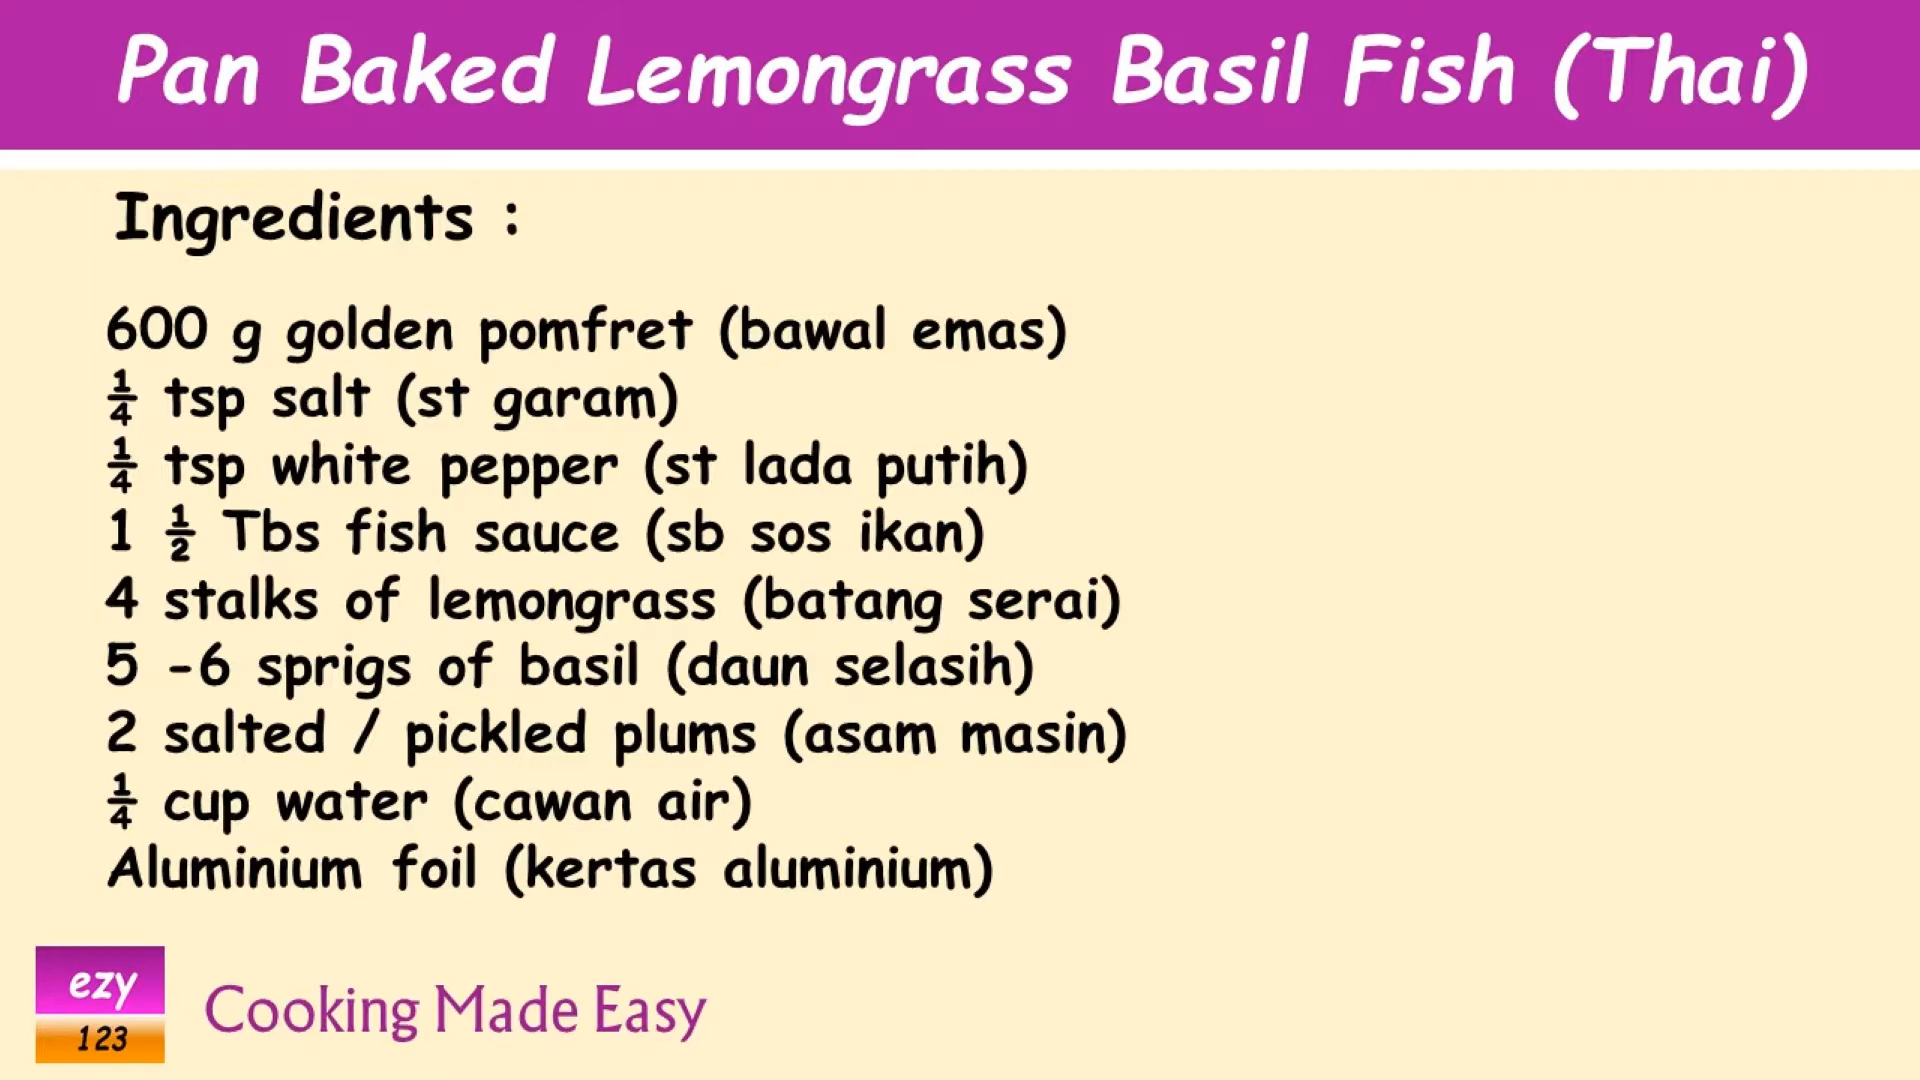 Pan Baked Lemongrass Basil Fish (Thai)
Ingredients :
600 g golden pomfret (bawal emas)
¼ tsp salt (st garam)
¼ tsp white pepper (st lada putih)
1 ½ Tbs fish sauce (sb sos ikan)
4 stalks of lemongrass (batang serai)
5 -6 sprigs of basil (daun selasih)
2 salted / pickled plums (asam masin)
¼ cup water (cawan air)
Aluminium foil (kertas aluminium)
ezy
123
Cooking Made Easy